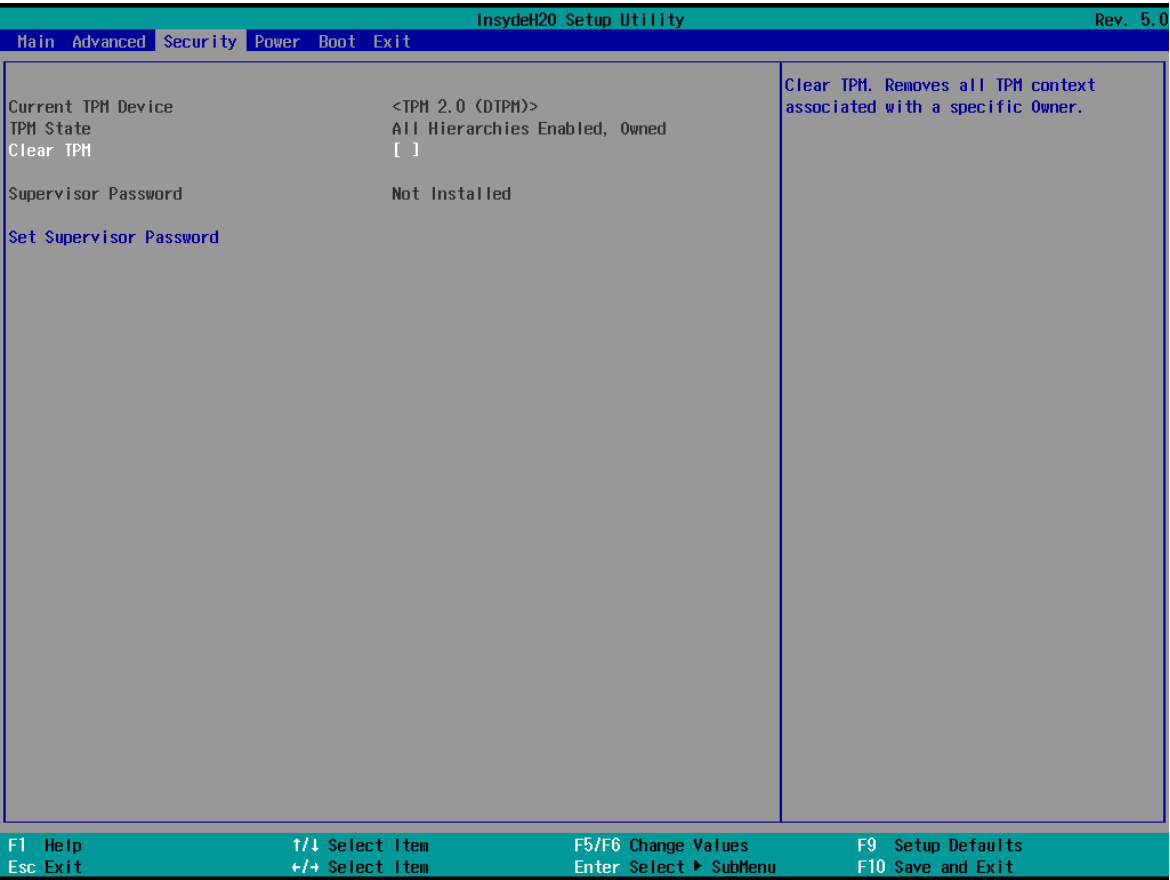 InsydeH20 Setup Utility Rev. 5.0
Main Advanced Security Power Boot Exit
Clear TPM. Removes all TPM context
associated with a specific Owner.
Current TPM Device <TPM 2.0 (DTPM)>
TPM State All Hierarchies Enabled, Owned
Clear TPM [ ]
Supervisor Password Not Installed
Set Supervisor Password
F1 Help ↑/↓ Select Item F5/F6 Change Values F9 Setup Defaults
Esc Exit ←/→ Select Item Enter Select ▶ SubMenu F10 Save and Exit